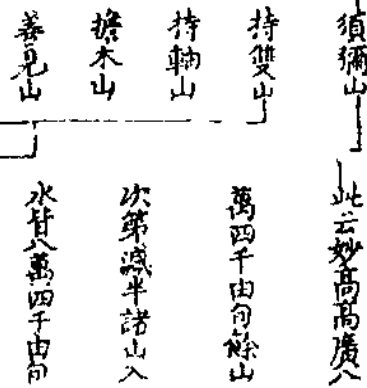 須彌山
持雙山
持軸山
擔木山
善見山
此云妙高高廣八
萬四千由旬餘山
次第減半諸山入
水皆八萬四千由旬